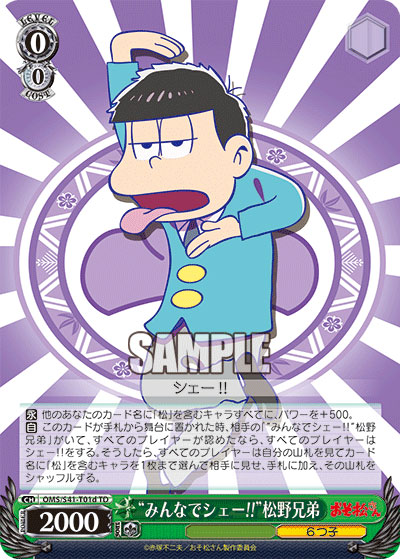 LEVEL
0
0
COST
SAMPLE
シェー!!
永 他のあなたのカード名に「松」を含むキャラすべてに、パワーを+500。
自 このカードが手札から舞台に置かれた時、相手の「“みんなでシェー!!”松野
兄弟」がいて、すべてのプレイヤーが認めたなら、すべてのプレイヤーは
シェー!!をする。そうしたら、すべてのプレイヤーは自分の山札を見てカード
名に「松」を含むキャラを1枚まで選んで相手に見せ、手札に加え、その山札を
シャッフルする。
CH OMS/S41-T01d TD
POWER
2000
“みんなでシェー!!”松野兄弟
おそ松さん
6つ子
©赤塚不二夫/おそ松さん製作委員会